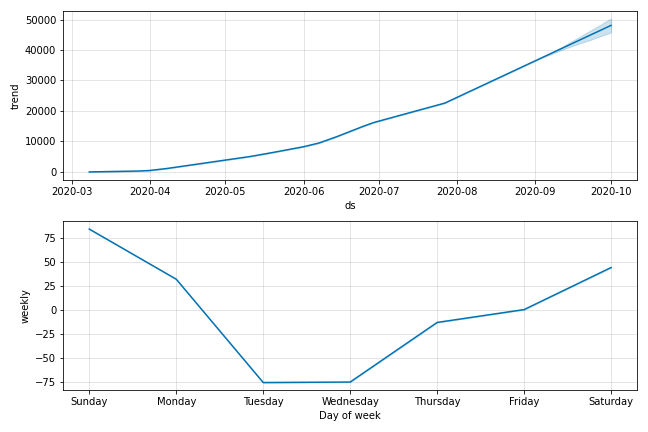 50000
40000
30000
20000
10000
0
trend
2020-03 2020-04 2020-05 2020-06 2020-07 2020-08 2020-09 2020-10
ds
75
50
25
0
−25
−50
−75
weekly
Sunday Monday Tuesday Wednesday Thursday Friday Saturday
Day of week